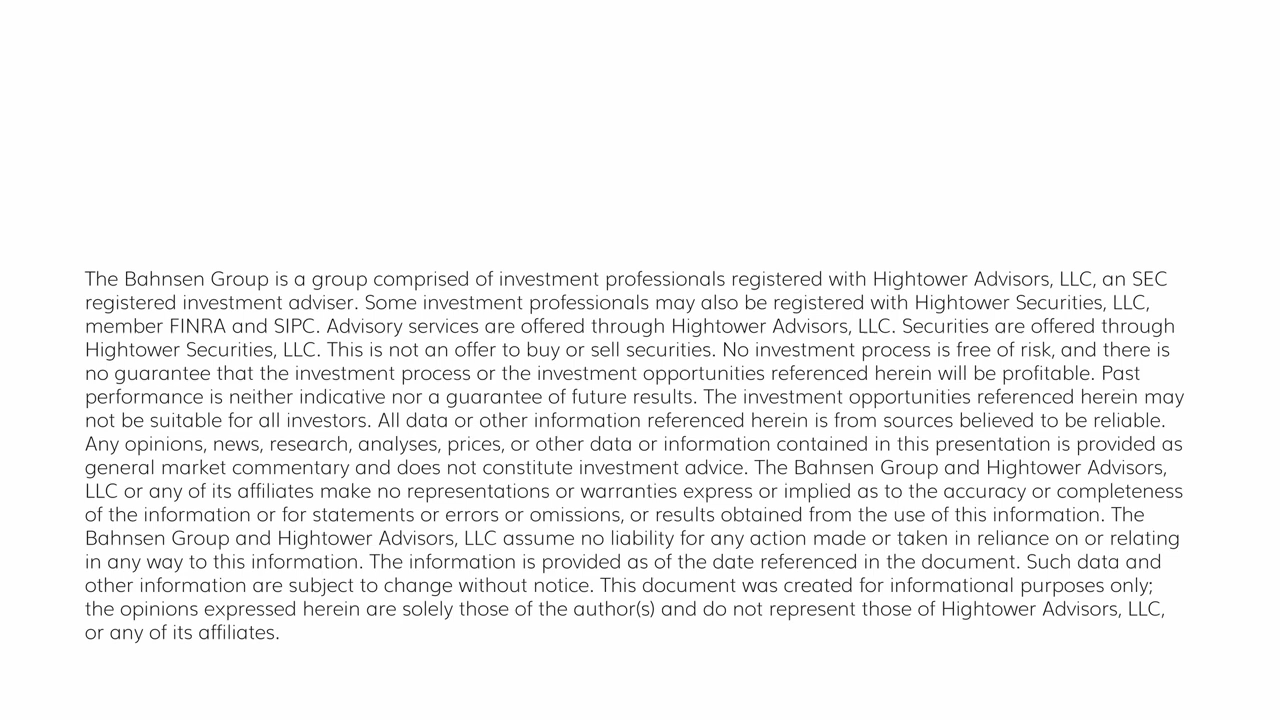 The Bahnsen Group is a group comprised of investment professionals registered with Hightower Advisors, LLC, an SEC
registered investment adviser. Some investment professionals may also be registered with Hightower Securities, LLC,
member FINRA and SIPC. Advisory services are offered through Hightower Advisors, LLC. Securities are offered through
Hightower Securities, LLC. This is not an offer to buy or sell securities. No investment process is free of risk, and there is
no guarantee that the investment process or the investment opportunities referenced herein will be profitable. Past
performance is neither indicative nor a guarantee of future results. The investment opportunities referenced herein may
not be suitable for all investors. All data or other information referenced herein is from sources believed to be reliable.
Any opinions, news, research, analyses, prices, or other data or information contained in this presentation is provided as
general market commentary and does not constitute investment advice. The Bahnsen Group and Hightower Advisors,
LLC or any of its affiliates make no representations or warranties express or implied as to the accuracy or completeness
of the information or for statements or errors or omissions, or results obtained from the use of this information. The
Bahnsen Group and Hightower Advisors, LLC assume no liability for any action made or taken in reliance on or relating
in any way to this information. The information is provided as of the date referenced in the document. Such data and
other information are subject to change without notice. This document was created for informational purposes only;
the opinions expressed herein are solely those of the author(s) and do not represent those of Hightower Advisors, LLC,
or any of its affiliates.